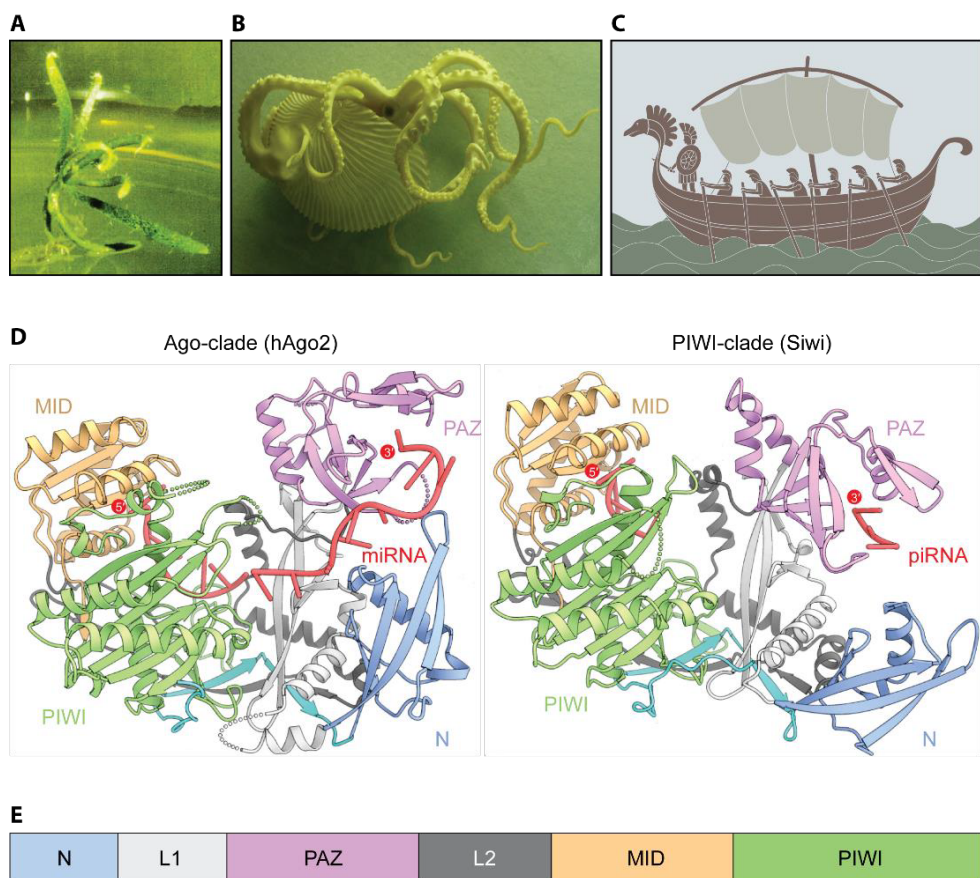 A
B
C
D
Ago-clade (hAgo2)
PIWI-clade (Siwi)
MID
PAZ
3'
5'
miRNA
PIWI
N
MID
PAZ
5'
3'
piRNA
PIWI
N
E
N L1 PAZ L2 MID PIWI